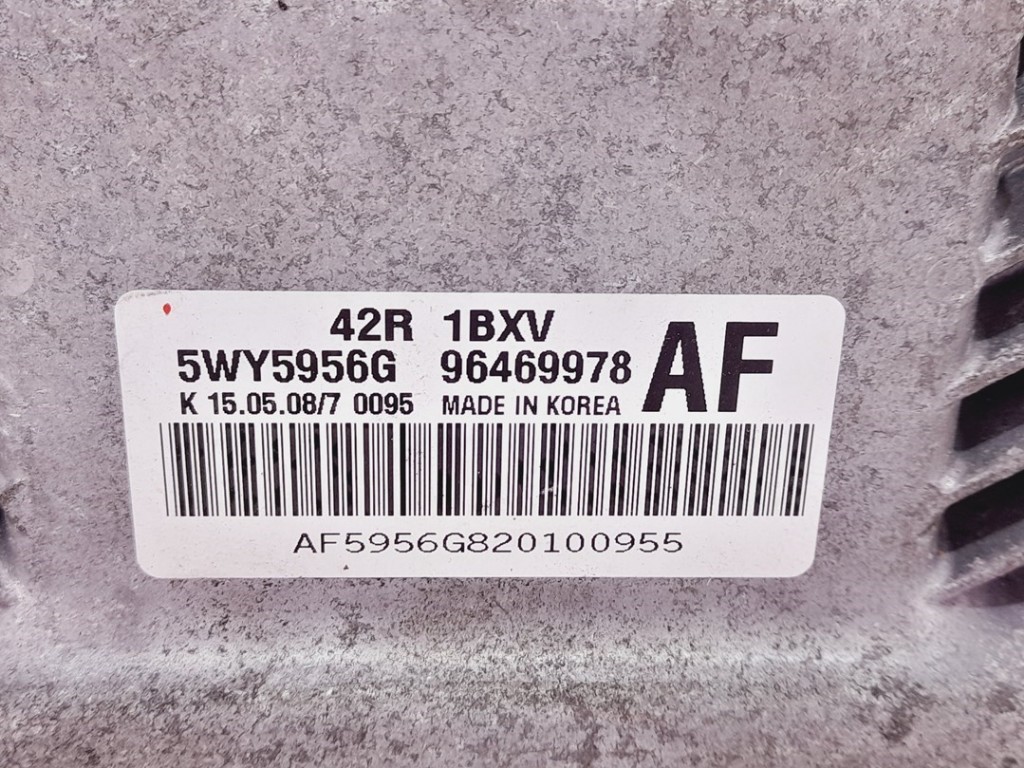 42R 1BXV
5WY5956G 96469978 AF
K 15.05.08/7 0095 MADE IN KOREA
AF5956G820100955